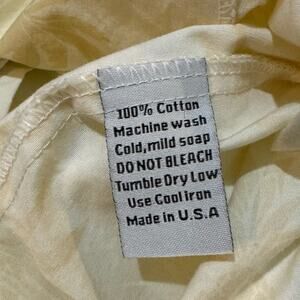 100% Cotton
Machine wash
Cold, mild soap
DO NOT BLEACH
Tumble Dry Low
Use Cool iron
Made in U.S.A